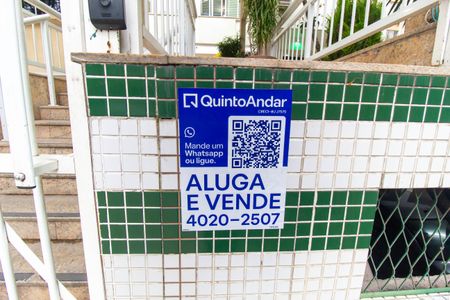 QuintoAndar
Mande um
Whatsapp
ou ligue.
ALUGA
E VENDE
4020-2507